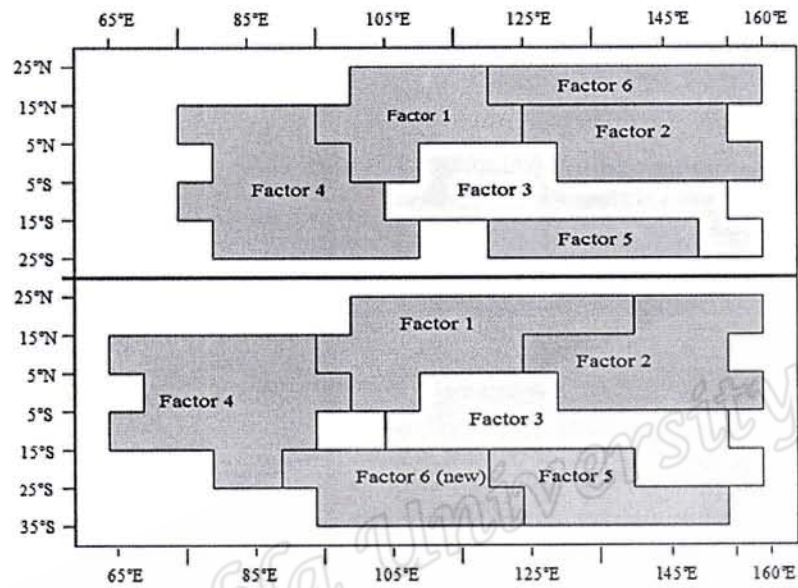 65°E 85°E 105°E 125°E 145°E 160°E
25°N
Factor 6
15°N
Factor 1
Factor 2
5°N
5°S
Factor 4
Factor 3
15°S
Factor 5
25°S
25°N
Factor 1
15°N
Factor 2
5°N
Factor 4
5°S
Factor 3
15°S
Factor 6 (new)
Factor 5
25°S
35°S
65°E 85°E 105°E 125°E 145°E 160°E
University